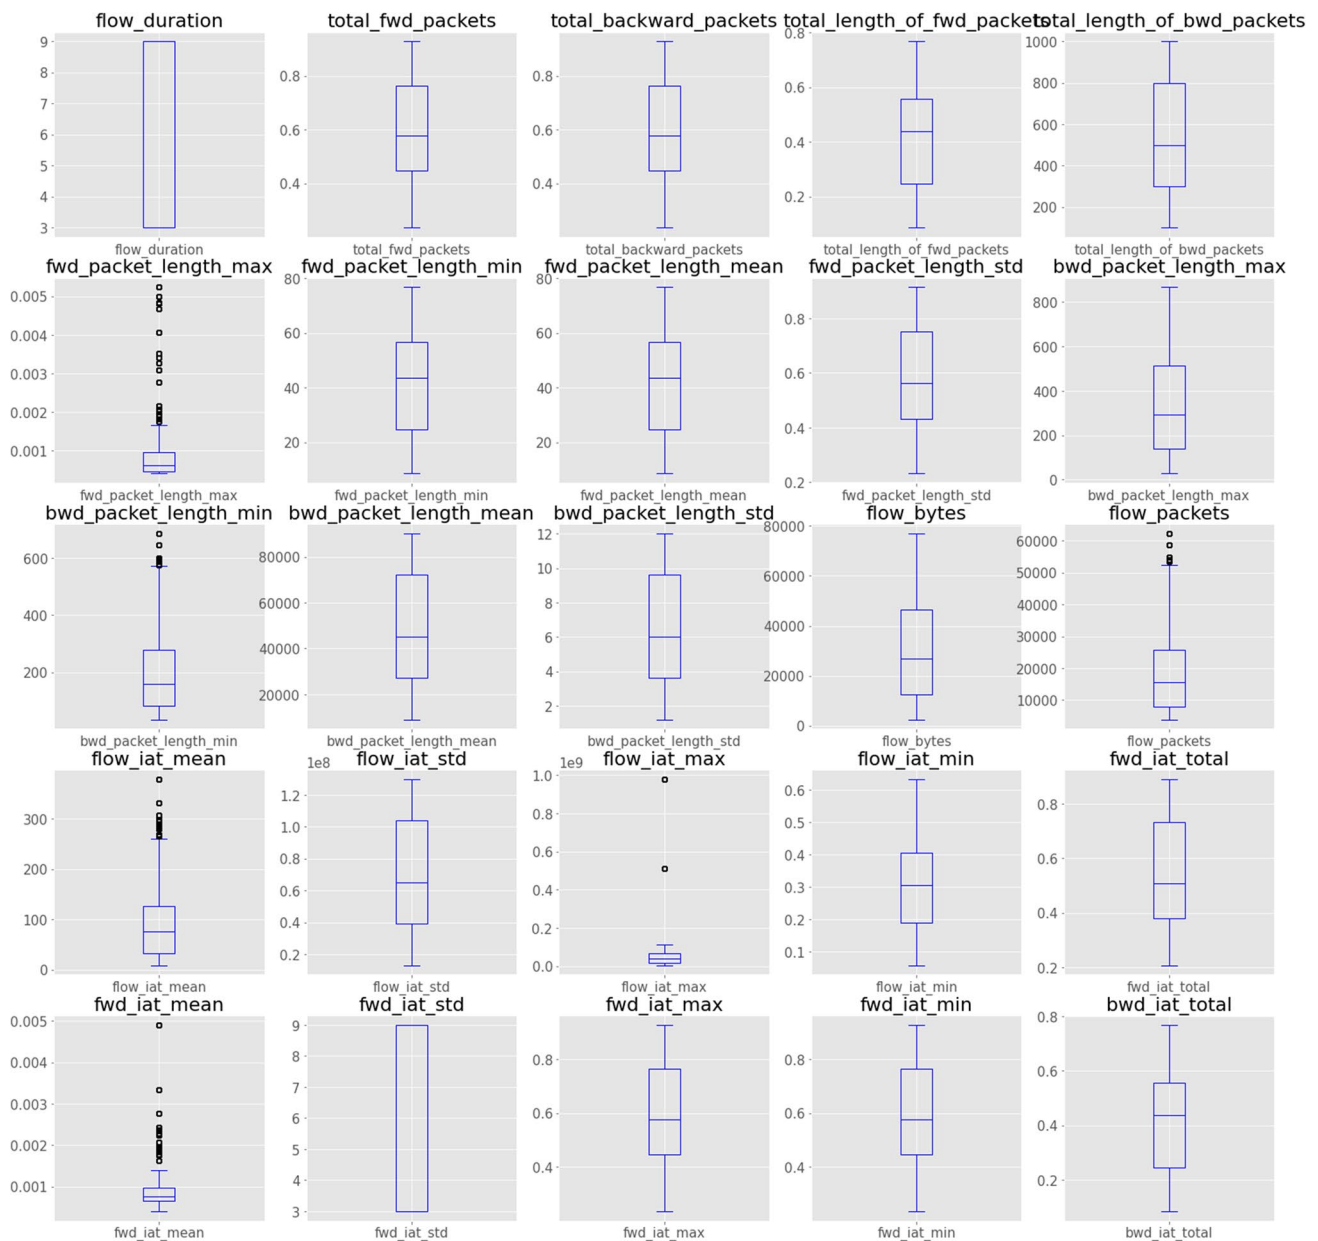 flow_duration
9
8
7
6
5
4
3
flow_duration
total_fwd_packets
0.8
0.6
0.4
total_fwd_packets
total_backward_packets
0.8
0.6
0.4
total_backward_packets
total_length_of_fwd_packets
0.8
0.6
0.4
0.2
total_length_of_fwd_packets
total_length_of_bwd_packets
1000
800
600
400
200
total_length_of_bwd_packets
fwd_packet_length_max
0.005
0.004
0.003
0.002
0.001
fwd_packet_length_max
fwd_packet_length_min
80
60
40
20
fwd_packet_length_min
fwd_packet_length_mean
80
60
40
20
fwd_packet_length_mean
fwd_packet_length_std
0.8
0.6
0.4
0.2
fwd_packet_length_std
bwd_packet_length_max
800
600
400
200
0
bwd_packet_length_max
bwd_packet_length_min
600
400
200
bwd_packet_length_min
bwd_packet_length_mean
80000
60000
40000
20000
bwd_packet_length_mean
bwd_packet_length_std
12
10
8
6
4
2
bwd_packet_length_std
flow_bytes
80000
60000
40000
20000
0
flow_bytes
flow_packets
60000
50000
40000
30000
20000
10000
flow_packets
flow_iat_mean
300
200
100
0
flow_iat_mean
flow_iat_std
1e8
1.2
1.0
0.8
0.6
0.4
0.2
flow_iat_std
flow_iat_max
1e9
1.0
0.8
0.6
0.4
0.2
0.0
flow_iat_max
flow_iat_min
0.6
0.5
0.4
0.3
0.2
0.1
flow_iat_min
fwd_iat_total
0.8
0.6
0.4
0.2
fwd_iat_total
fwd_iat_mean
0.005
0.004
0.003
0.002
0.001
fwd_iat_mean
fwd_iat_std
9
8
7
6
5
4
3
fwd_iat_std
fwd_iat_max
0.8
0.6
0.4
fwd_iat_max
fwd_iat_min
0.8
0.6
0.4
fwd_iat_min
bwd_iat_total
0.8
0.6
0.4
0.2
bwd_iat_total